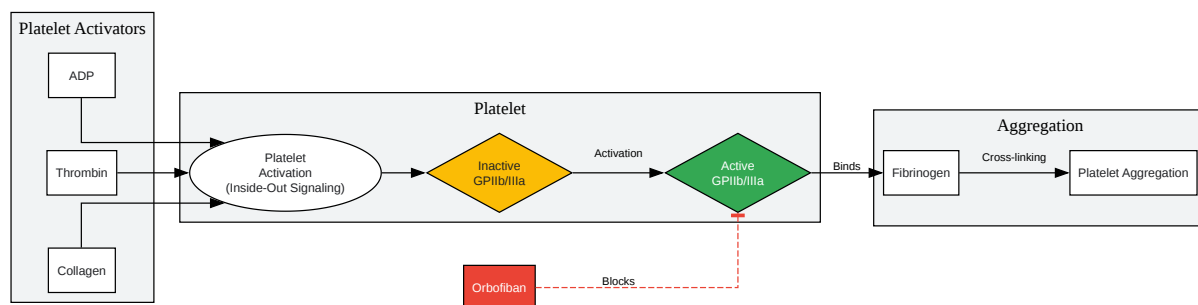 Platelet Activators
ADP
Thrombin
Collagen
Platelet
Platelet
Activation
(Inside-Out Signaling)
Inactive
GPIIb/IIIa
Activation
Active
GPIIb/IIIa
Orbofiban
Blocks
Binds
Aggregation
Fibrinogen
Cross-linking
Platelet Aggregation